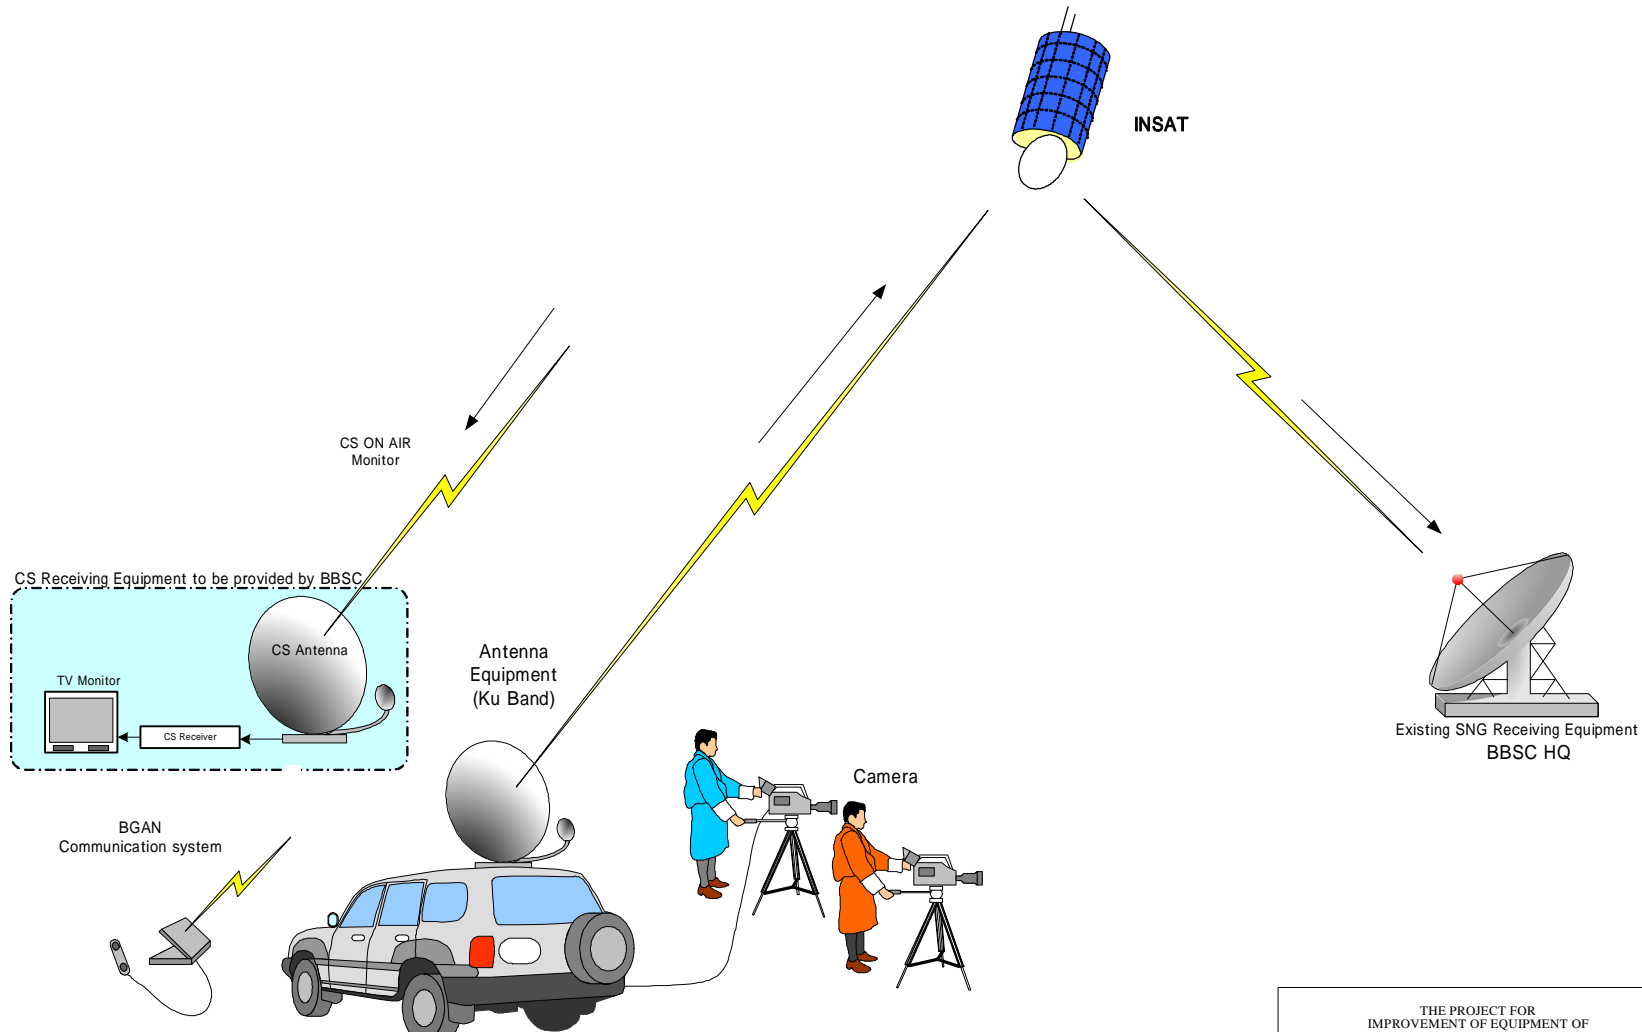 INSAT
CS ON AIR
Monitor
CS Receiving Equipment to be provided by BBSC
CS Antenna
TV Monitor
CS Receiver
Antenna
Equipment
(Ku Band)
Camera
Existing SNG Receiving Equipment
BBSC HQ
BGAN
Communication system
THE PROJECT FOR
IMPROVEMENT OF EQUIPMENT OF